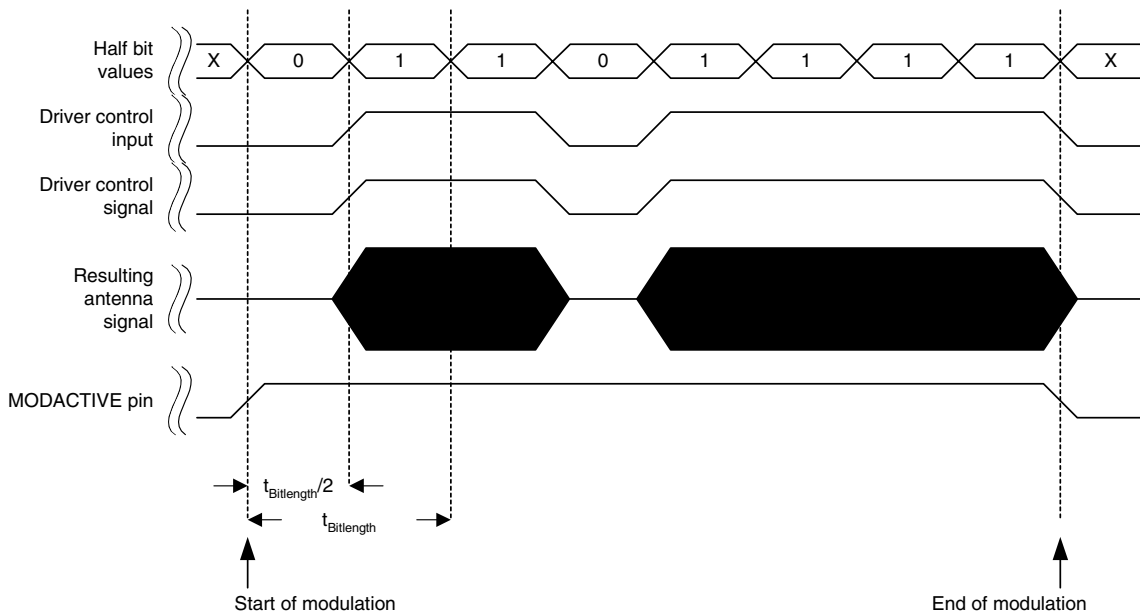 Half bit
values
X 0 1 1 0 1 1 1 1 X
Driver control
input
Driver control
signal
Resulting
antenna
signal
MODACTIVE pin
tBitlength/2
tBitlength
Start of modulation
End of modulation